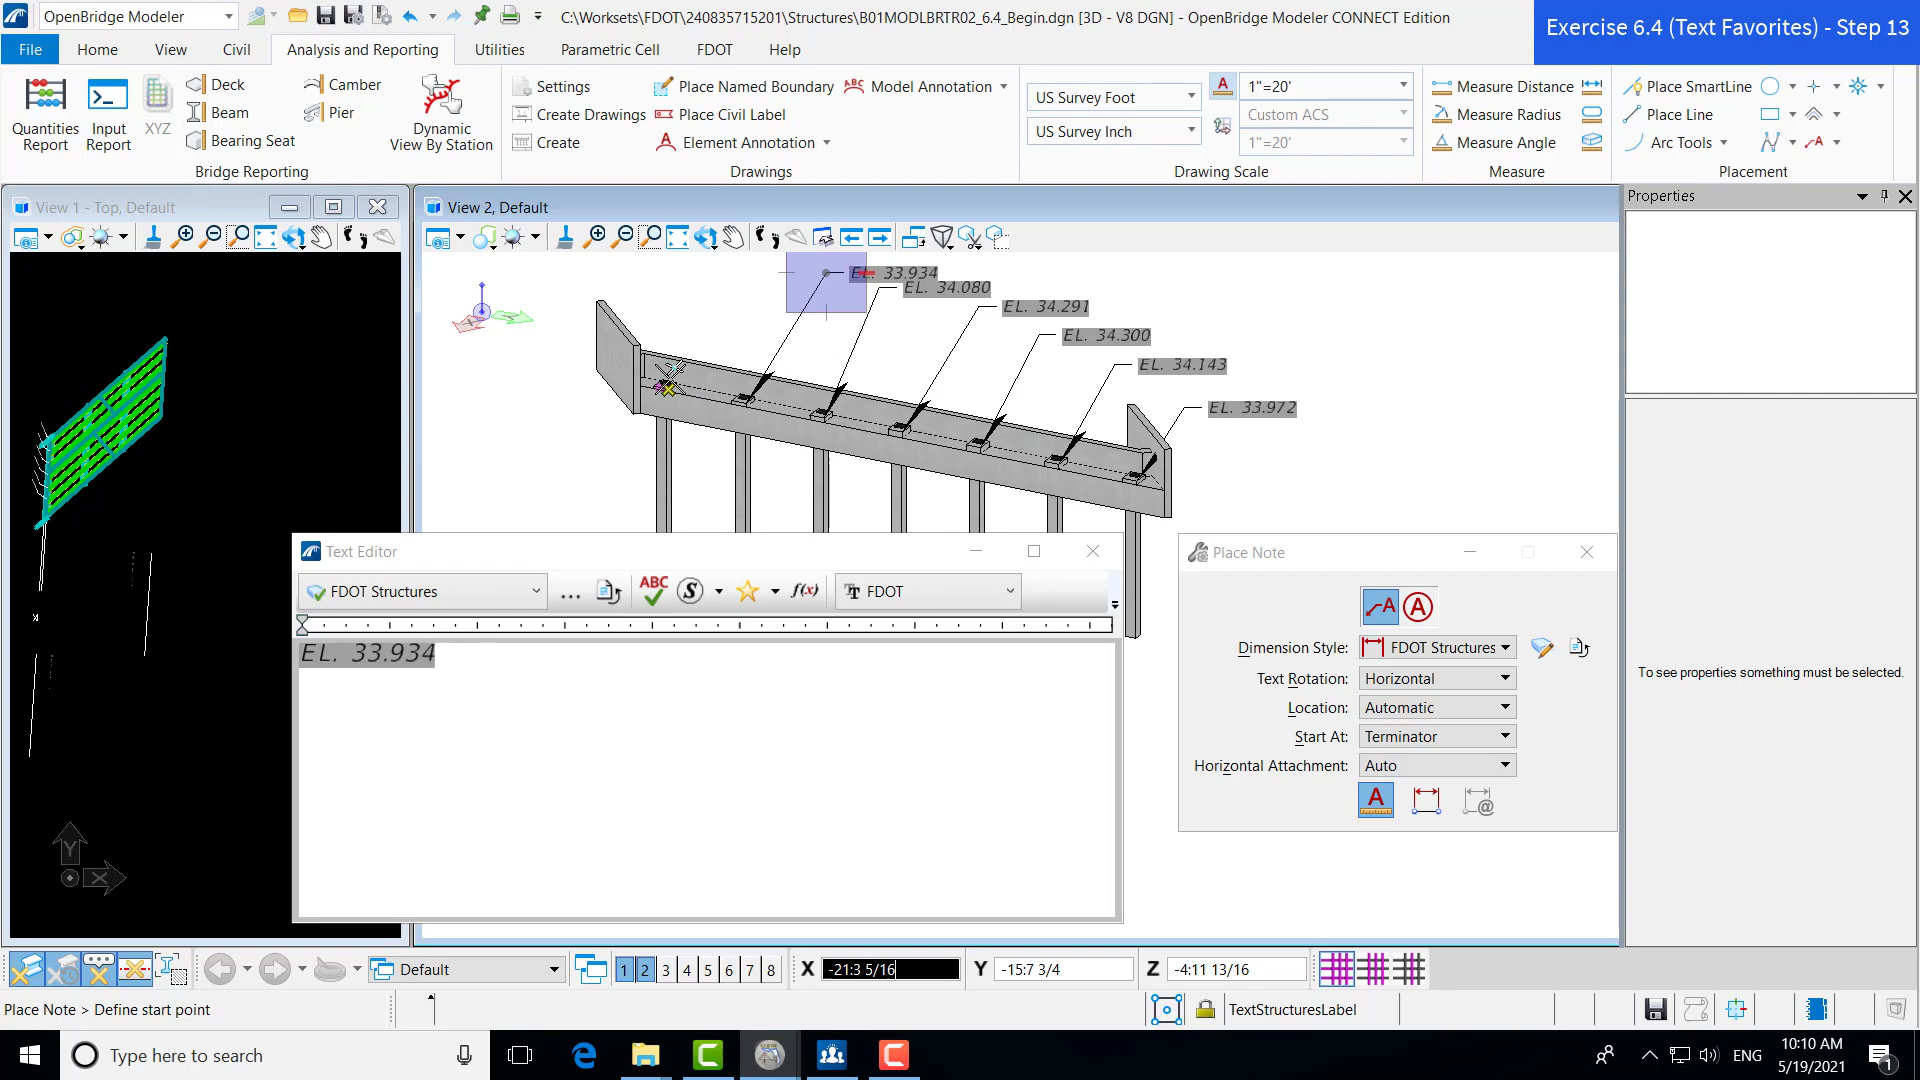 OpenBridge Modeler
C:\Worksets\FDOT\240835715201\Structures\B01MODLBRTR02_6.4_Begin.dgn [3D - V8 DGN] - OpenBridge Modeler CONNECT Edition
Exercise 6.4 (Text Favorites) - Step 13
File
Home
View
Civil
Analysis and Reporting
Utilities
Parametric Cell
FDOT
Help
Quantities
Report
Input
Report
XYZ
Deck
Beam
Bearing Seat
Camber
Pier
Dynamic
View By Station
Bridge Reporting
Settings
Create Drawings
Create
Place Named Boundary
Place Civil Label
Element Annotation
Model Annotation
Drawings
US Survey Foot
US Survey Inch
1"=20'
Custom ACS
1"=20'
Drawing Scale
Measure Distance
Measure Radius
Measure Angle
Measure
Place SmartLine
Place Line
Arc Tools
Placement
View 1 - Top, Default
View 2, Default
Properties
EL. 33.934
EL. 34.080
EL. 34.291
EL. 34.300
EL. 34.143
EL. 33.972
To see properties something must be selected.
Text Editor
FDOT Structures
ABC
FDOT
EL. 33.934
Place Note
Dimension Style: FDOT Structures
Text Rotation: Horizontal
Location: Automatic
Start At: Terminator
Horizontal Attachment: Auto
Y
X
Default
1 2 3 4 5 6 7 8
X -21:3 5/16
Y -15:7 3/4
Z -4:11 13/16
Place Note > Define start point
TextStructuresLabel
Type here to search
ENG
10:10 AM
5/19/2021
1